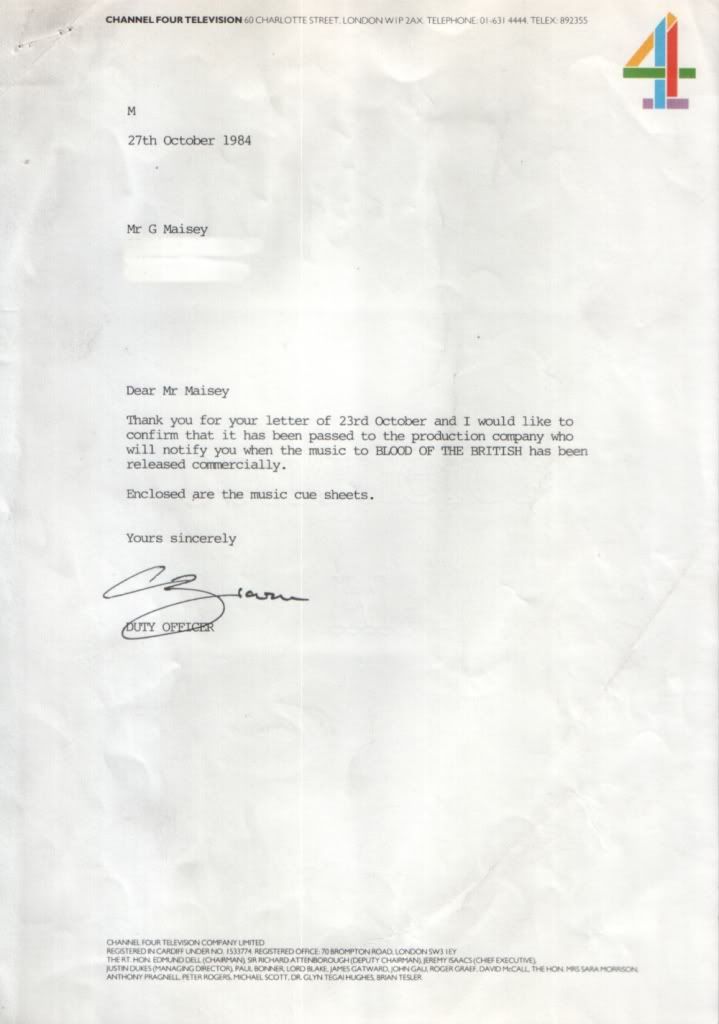 CHANNEL FOUR TELEVISION 60 CHARLOTTE STREET. LONDON W1P 2AX. TELEPHONE: 01-631 4444. TELEX: 892355
4
M
27th October 1984
Mr G Maisey
Dear Mr Maisey
Thank you for your letter of 23rd October and I would like to
confirm that it has been passed to the production company who
will notify you when the music to BLOOD OF THE BRITISH has been
released commercially.
Enclosed are the music cue sheets.
Yours sincerely
DUTY OFFICER
CHANNEL FOUR TELEVISION COMPANY LIMITED
REGISTERED IN CARDIFF UNDER NO. 1533774. REGISTERED OFFICE: 70 BROMPTON ROAD, LONDON SW3 1EY
THE RT. HON. EDMUND DELL (CHAIRMAN), SIR RICHARD ATTENBOROUGH (DEPUTY CHAIRMAN), JEREMY ISAACS (CHIEF EXECUTIVE),
JUSTIN DUKES (MANAGING DIRECTOR), PAUL BONNER, LORD BLAKE, JAMES GATWARD, JOHN GAU, ROGER GRAEF, DAVID McCALL, THE HON. MRS SARA MORRISON,
ANTHONY PRAGNELL, PETER ROGERS, MICHAEL SCOTT, DR. GLYN TEGAI HUGHES, BRIAN TESLER.